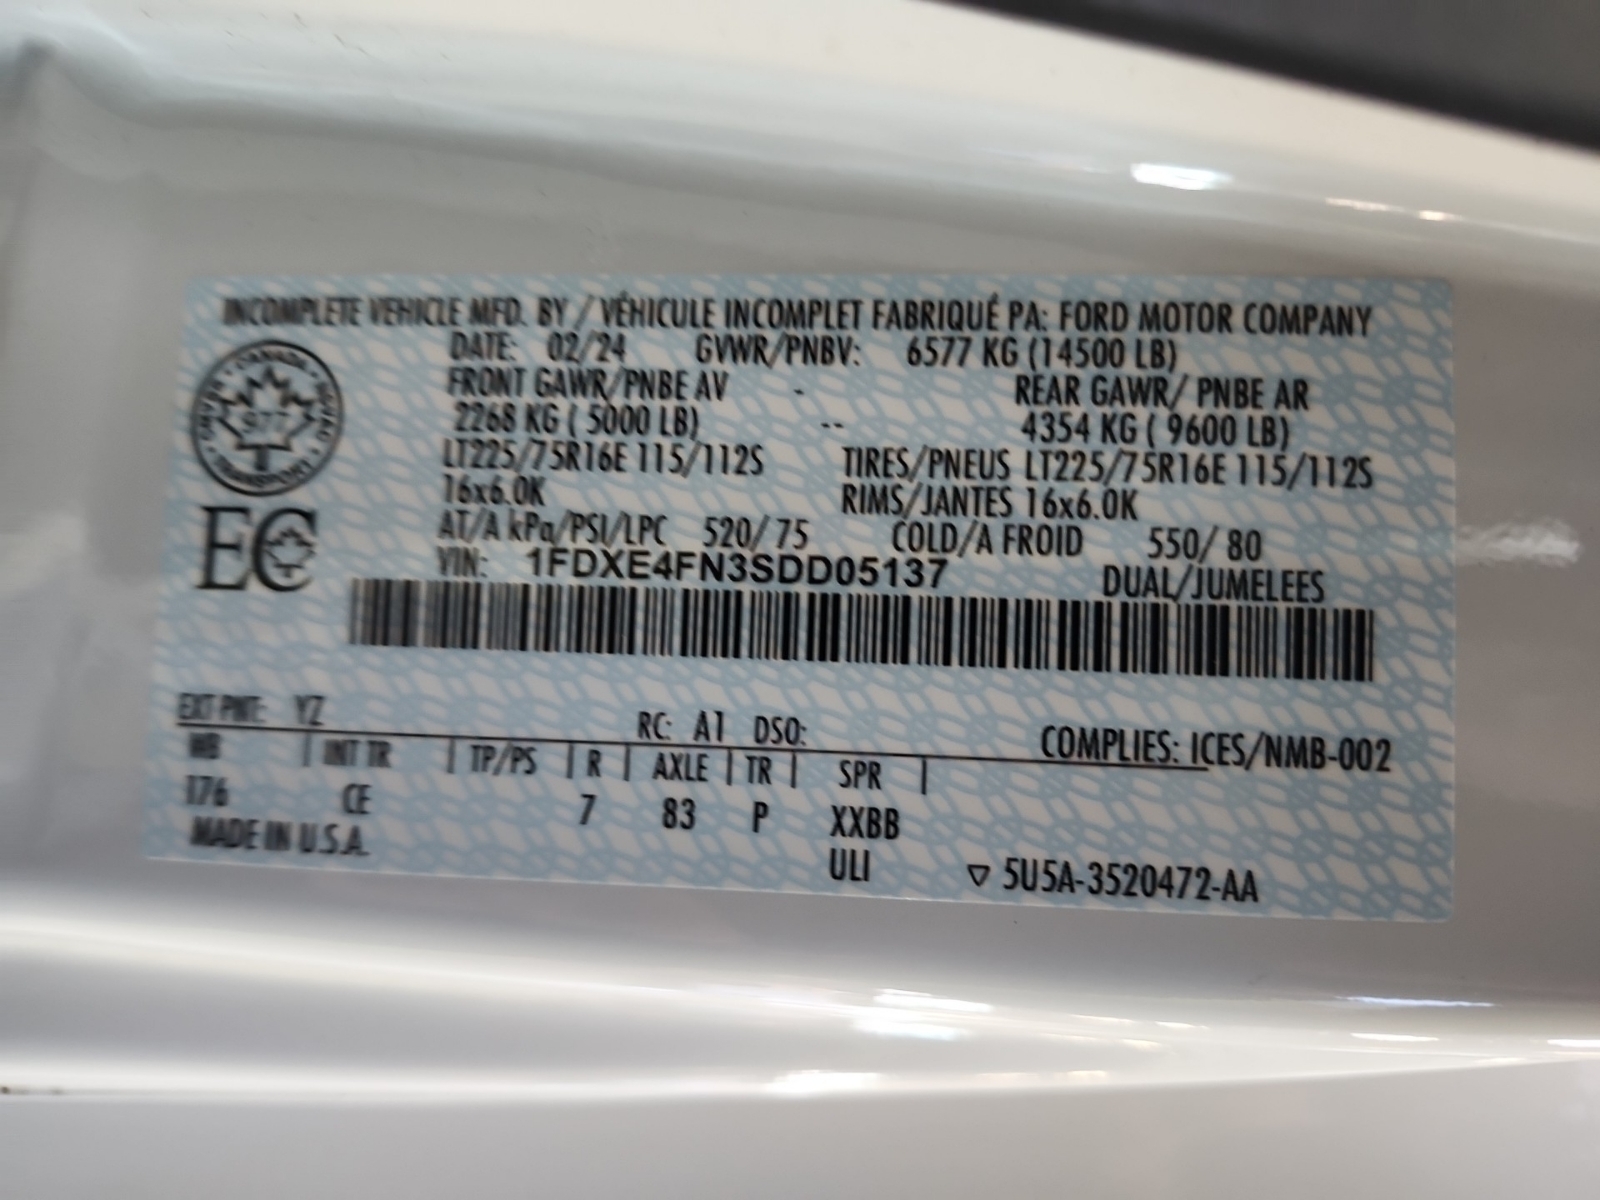 INCOMPLETE VEHICLE MFD. BY / VÉHICULE INCOMPLET FABRIQUÉ PA: FORD MOTOR COMPANY
DATE: 02/24 GVWR/PNBV: 6577 KG (14500 LB)
FRONT GAWR/PNBE AV - REAR GAWR/ PNBE AR
2268 KG ( 5000 LB) -- 4354 KG ( 9600 LB)
LT225/75R16E 115/112S TIRES/PNEUS LT225/75R16E 115/112S
16x6.0K RIMS/JANTES 16x6.0K
AT/A kPa/PSI/LPC 520/ 75 COLD/A FROID 550/ 80
VIN: 1FDXE4FN3SDD05137 DUAL/JUMELEES
CANADA
977
TRANSPORT
EC
EXT PNT: YZ RC: A1 DSO: COMPLIES: ICES/NMB-002
WB | INT TR | TP/PS | R | AXLE | TR | SPR |
176 CE 7 83 P XXBB
MADE IN U.S.A. ULI ▽ 5U5A-3520472-AA